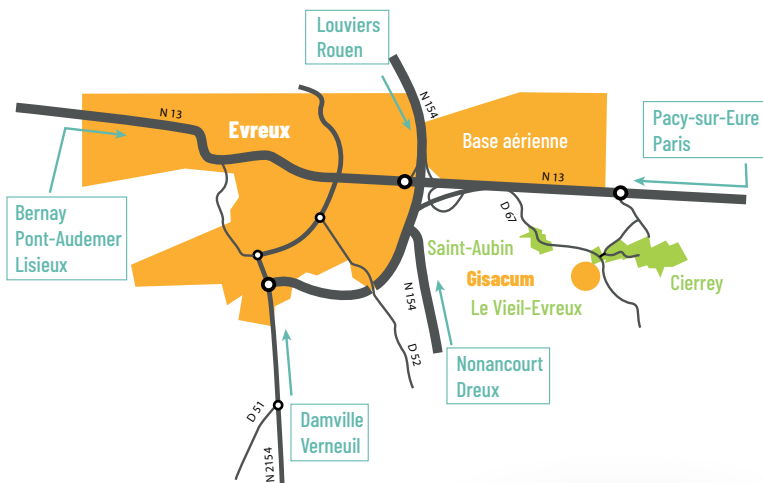 Louviers
Rouen
N 154
N 13
Evreux
Base aérienne
Pacy-sur-Eure
Paris
N 13
Bernay
Pont-Audemer
Lisieux
D 67
Saint-Aubin
Gisacum
Cierrey
Le Vieil-Evreux
N 154
D 52
Nonancourt
Dreux
D 51
Damville
Verneuil
N 2154